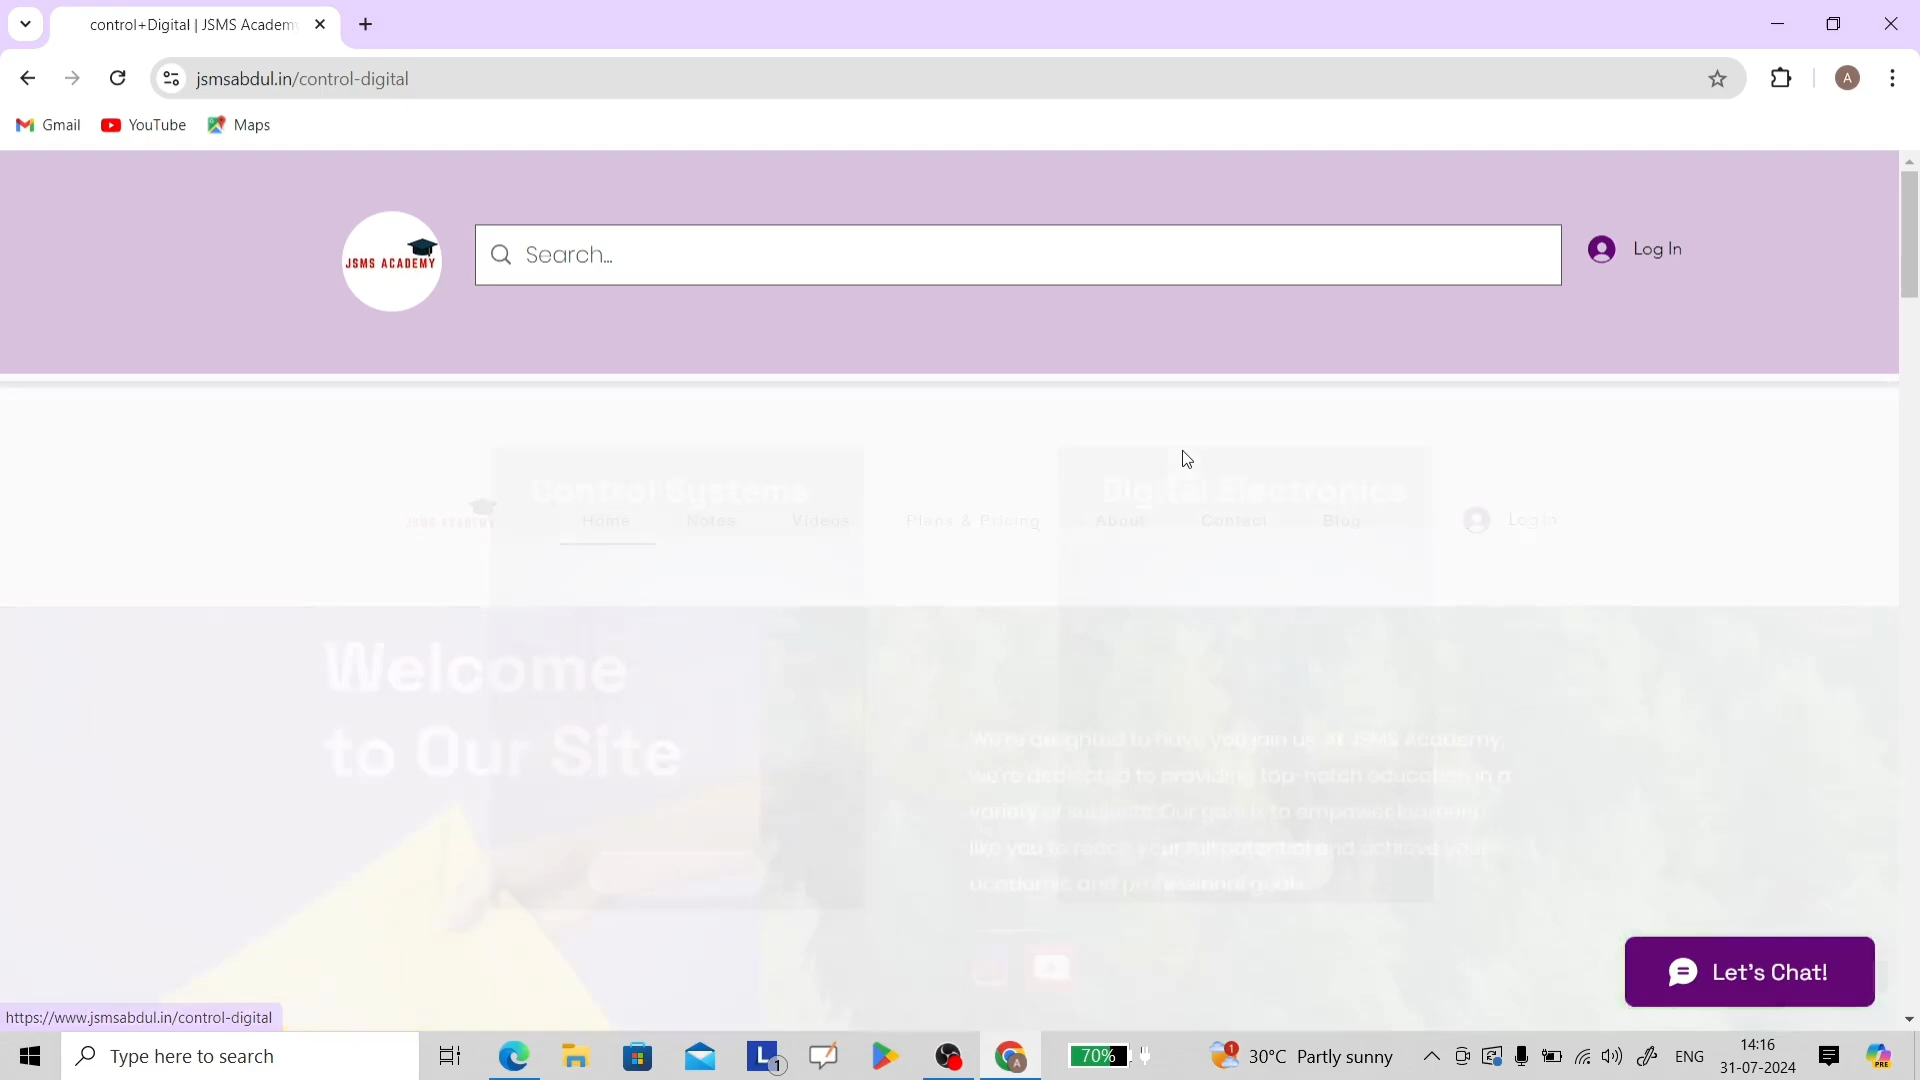 control+Digital | JSMS Academ
jsmsabdul.in/control-digital
A
Gmail
YouTube
Maps
JSMS ACADEMY
Search...
Log In
Control Systems
Digital Electronics
JSMS ACADEMY
Home
Notes
Videos
Plans & Pricing
About
Contact
Blog
Log In
Welcome
to Our Site
We're delighted to have you join us. At JSMS Academy,
we're dedicated to providing top-notch education in a
variety of subjects. Our goal is to empower learners
like you to reach your full potential and achieve your
academic and professional goals.
Let's Chat!
https://www.jsmsabdul.in/control-digital
Type here to search
L
1
A
70%
1
30°C Partly sunny
ENG
14:16
31-07-2024
PRE